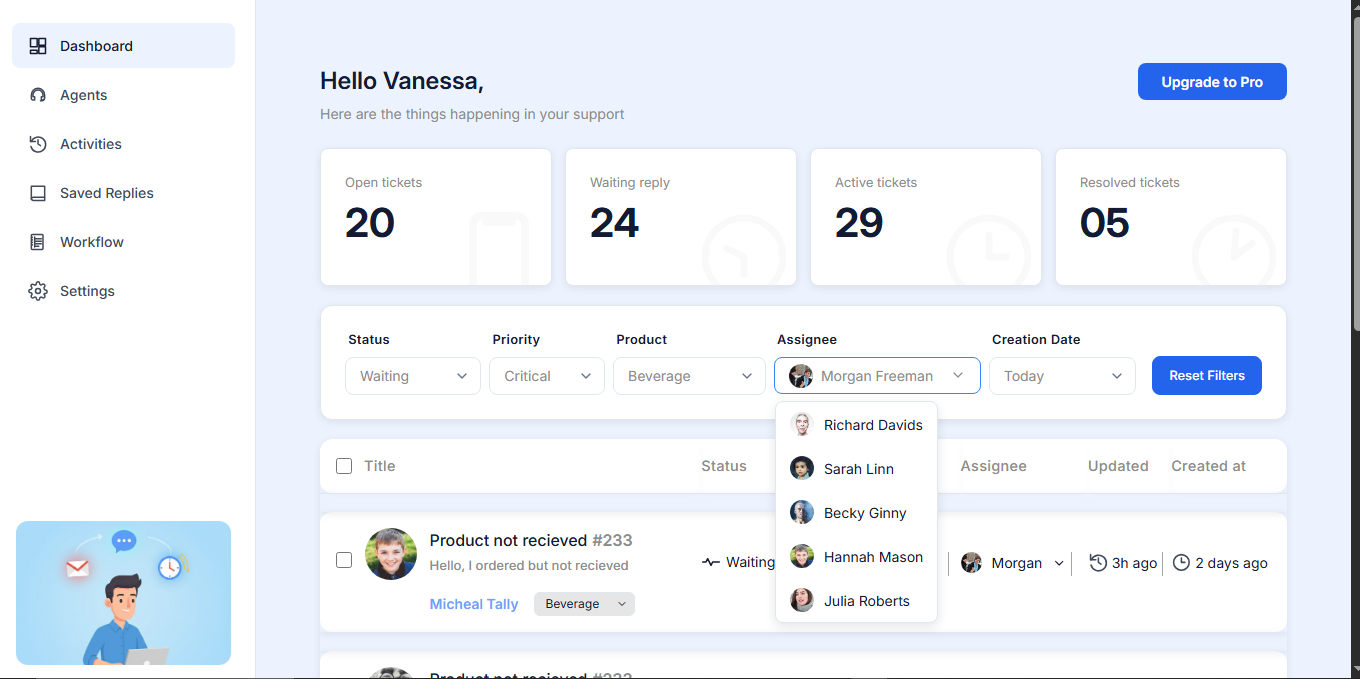 Dashboard
Agents
Activities
Saved Replies
Workflow
Settings
Hello Vanessa,
Here are the things happening in your support
Upgrade to Pro
Open tickets
20
Waiting reply
24
Active tickets
29
Resolved tickets
05
Status
Waiting
Priority
Critical
Product
Beverage
Assignee
Morgan Freeman
Creation Date
Today
Reset Filters
Richard Davids
Sarah Linn
Becky Ginny
Hannah Mason
Julia Roberts
Title Status Assignee Updated Created at
Product not recieved #233
Hello, I ordered but not recieved
Micheal Tally Beverage
Waiting
Morgan
3h ago
2 days ago
Product not recieved #233